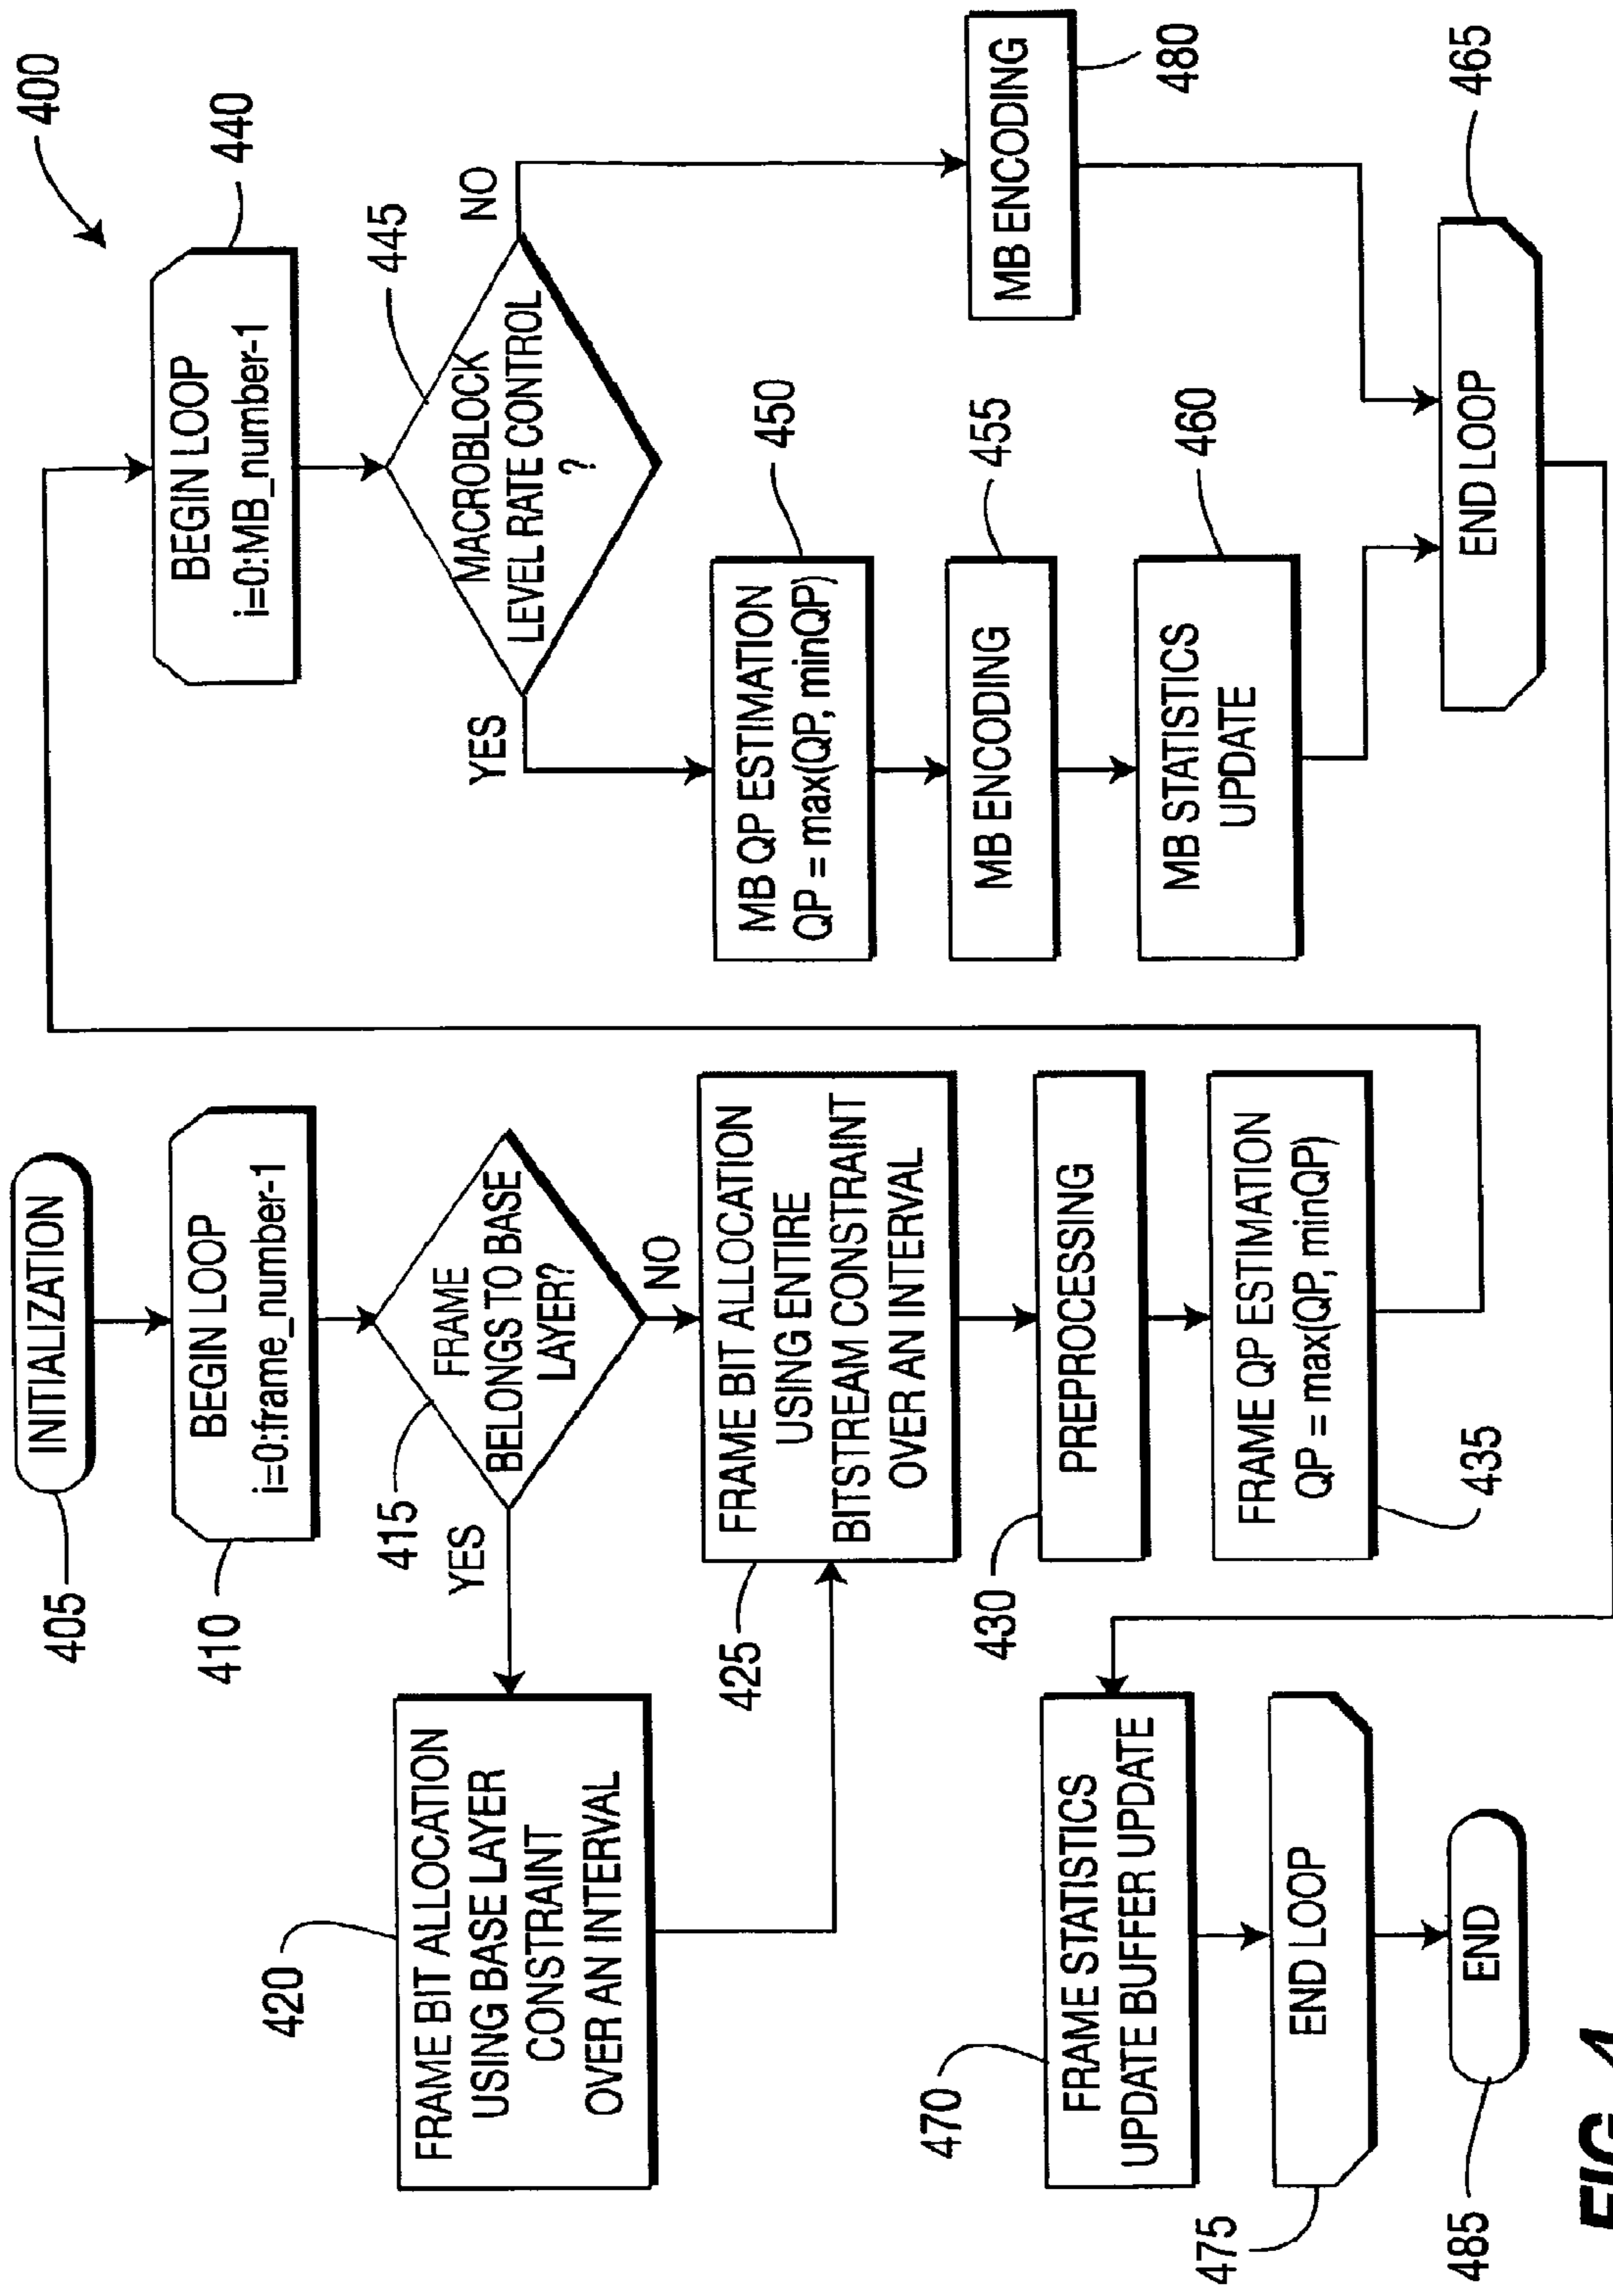 400
INITIALIZATION
405
BEGIN LOOP
i=0:frame_number-1
410
FRAME
BELONGS TO BASE
LAYER?
415
YES
NO
FRAME BIT ALLOCATION
USING BASE LAYER
CONSTRAINT
OVER AN INTERVAL
420
FRAME BIT ALLOCATION
USING ENTIRE
BITSTREAM CONSTRAINT
OVER AN INTERVAL
425
PREPROCESSING
430
FRAME QP ESTIMATION
QP = max(QP, minQP)
435
BEGIN LOOP
i=0:MB_number-1
440
MACROBLOCK
LEVEL RATE CONTROL
?
445
YES
NO
MB QP ESTIMATION
QP = max(QP, minQP)
450
MB ENCODING
455
MB STATISTICS
UPDATE
460
MB ENCODING
480
END LOOP
465
FRAME STATISTICS
UPDATE BUFFER UPDATE
470
END LOOP
475
END
485
FIG. 4